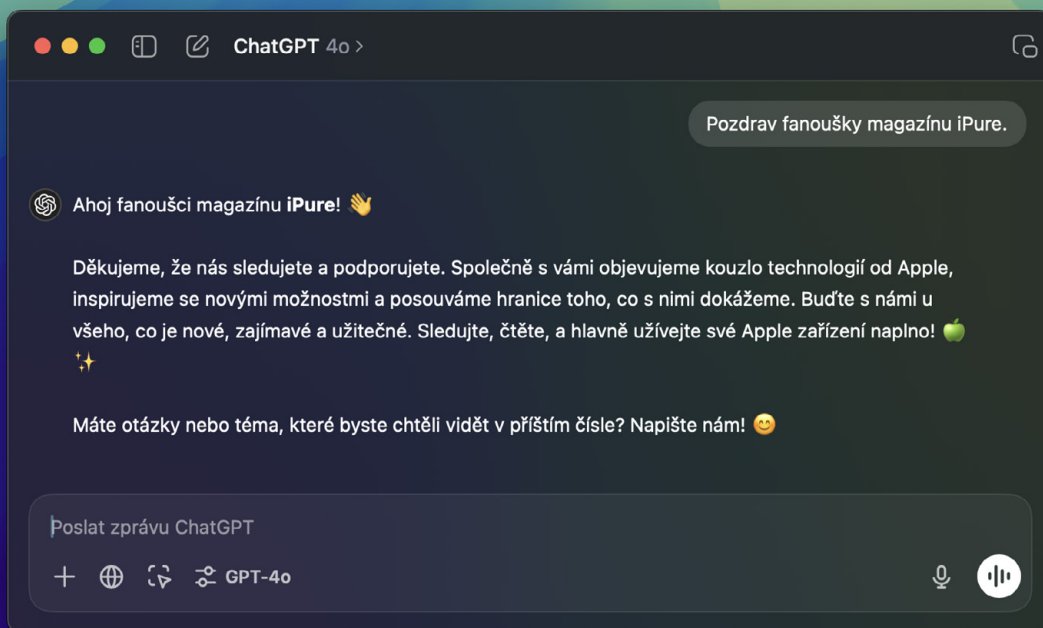 ChatGPT 4o >
Pozdrav fanoušky magazínu iPure.
Ahoj fanoušci magazínu iPure! 👋
Děkujeme, že nás sledujete a podporujete. Společně s vámi objevujeme kouzlo technologií od Apple,
inspirujeme se novými možnostmi a posouváme hranice toho, co s nimi dokážeme. Buďte s námi u
všeho, co je nové, zajímavé a užitečné. Sledujte, čtěte, a hlavně užívejte své Apple zařízení naplno! 🍏
✨
Máte otázky nebo téma, které byste chtěli vidět v příštím čísle? Napište nám! 😊
Poslat zprávu ChatGPT
GPT-4o